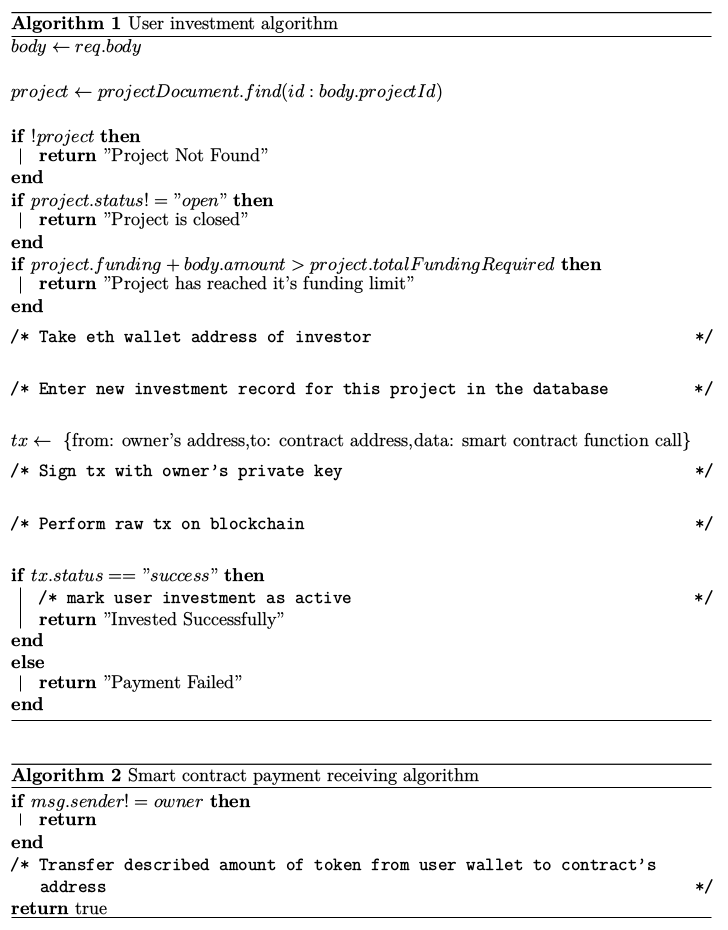 Algorithm 1 User investment algorithm
body ← req.body
project ← projectDocument.find(id : body.projectId)
if !project then
return ”Project Not Found”
end
if project.status! = ”open” then
return ”Project is closed”
end
if project.funding + body.amount > project.totalFundingRequired then
return ”Project has reached it’s funding limit”
end
/* Take eth wallet address of investor */
/* Enter new investment record for this project in the database */
tx ← {from: owner’s address,to: contract address,data: smart contract function call}
/* Sign tx with owner’s private key */
/* Perform raw tx on blockchain */
if tx.status == ”success” then
/* mark user investment as active */
return ”Invested Successfully”
end
else
return ”Payment Failed”
end
Algorithm 2 Smart contract payment receiving algorithm
if msg.sender! = owner then
return
end
/* Transfer described amount of token from user wallet to contract’s
address */
return true